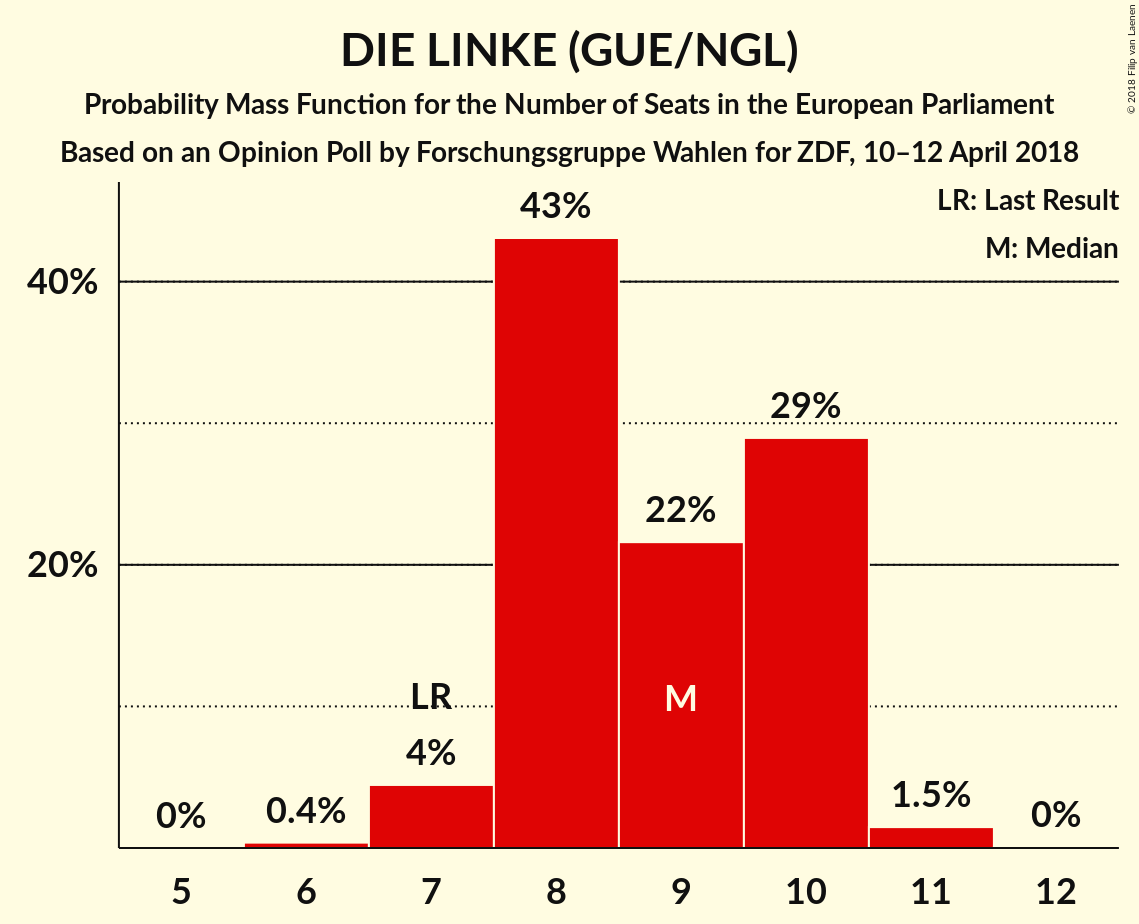 DIE LINKE (GUE/NGL)
Probability Mass Function for the Number of Seats in the European Parliament
Based on an Opinion Poll by Forschungsgruppe Wahlen for ZDF, 10–12 April 2018
© 2018 Filip van Laenen
LR: Last Result
M: Median
43%
40%
29%
22%
20%
LR
M
4%
0%
0.4%
1.5%
0%
5 6 7 8 9 10 11 12